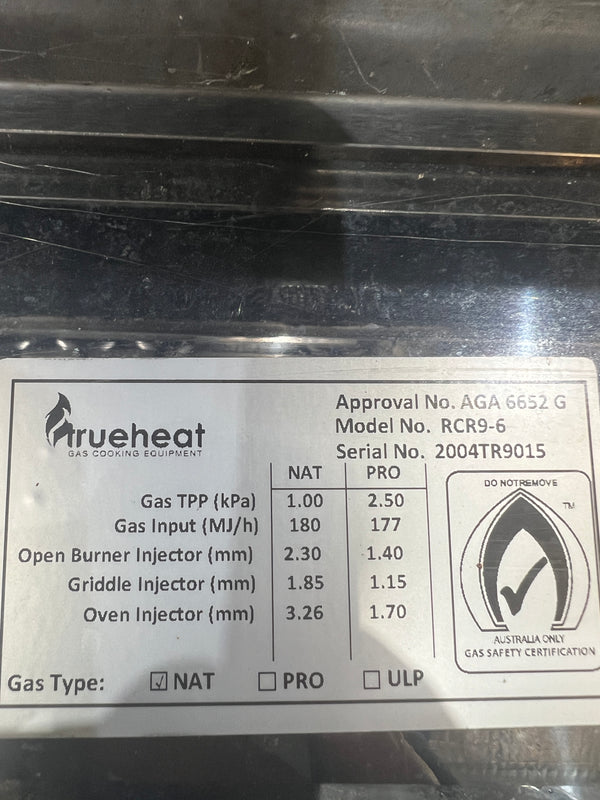 Trueheat
GAS COOKING EQUIPMENT
Approval No. AGA 6652 G
Model No. RCR9-6
Serial No. 2004TR9015
NAT PRO
Gas TPP (kPa) 1.00 2.50
Gas Input (MJ/h) 180 177
Open Burner Injector (mm) 2.30 1.40
Griddle Injector (mm) 1.85 1.15
Oven Injector (mm) 3.26 1.70
DO NOTREMOVE
TM
AUSTRALIA ONLY
GAS SAFETY CERTIFICATION
Gas Type: ☑ NAT ☐ PRO ☐ ULP